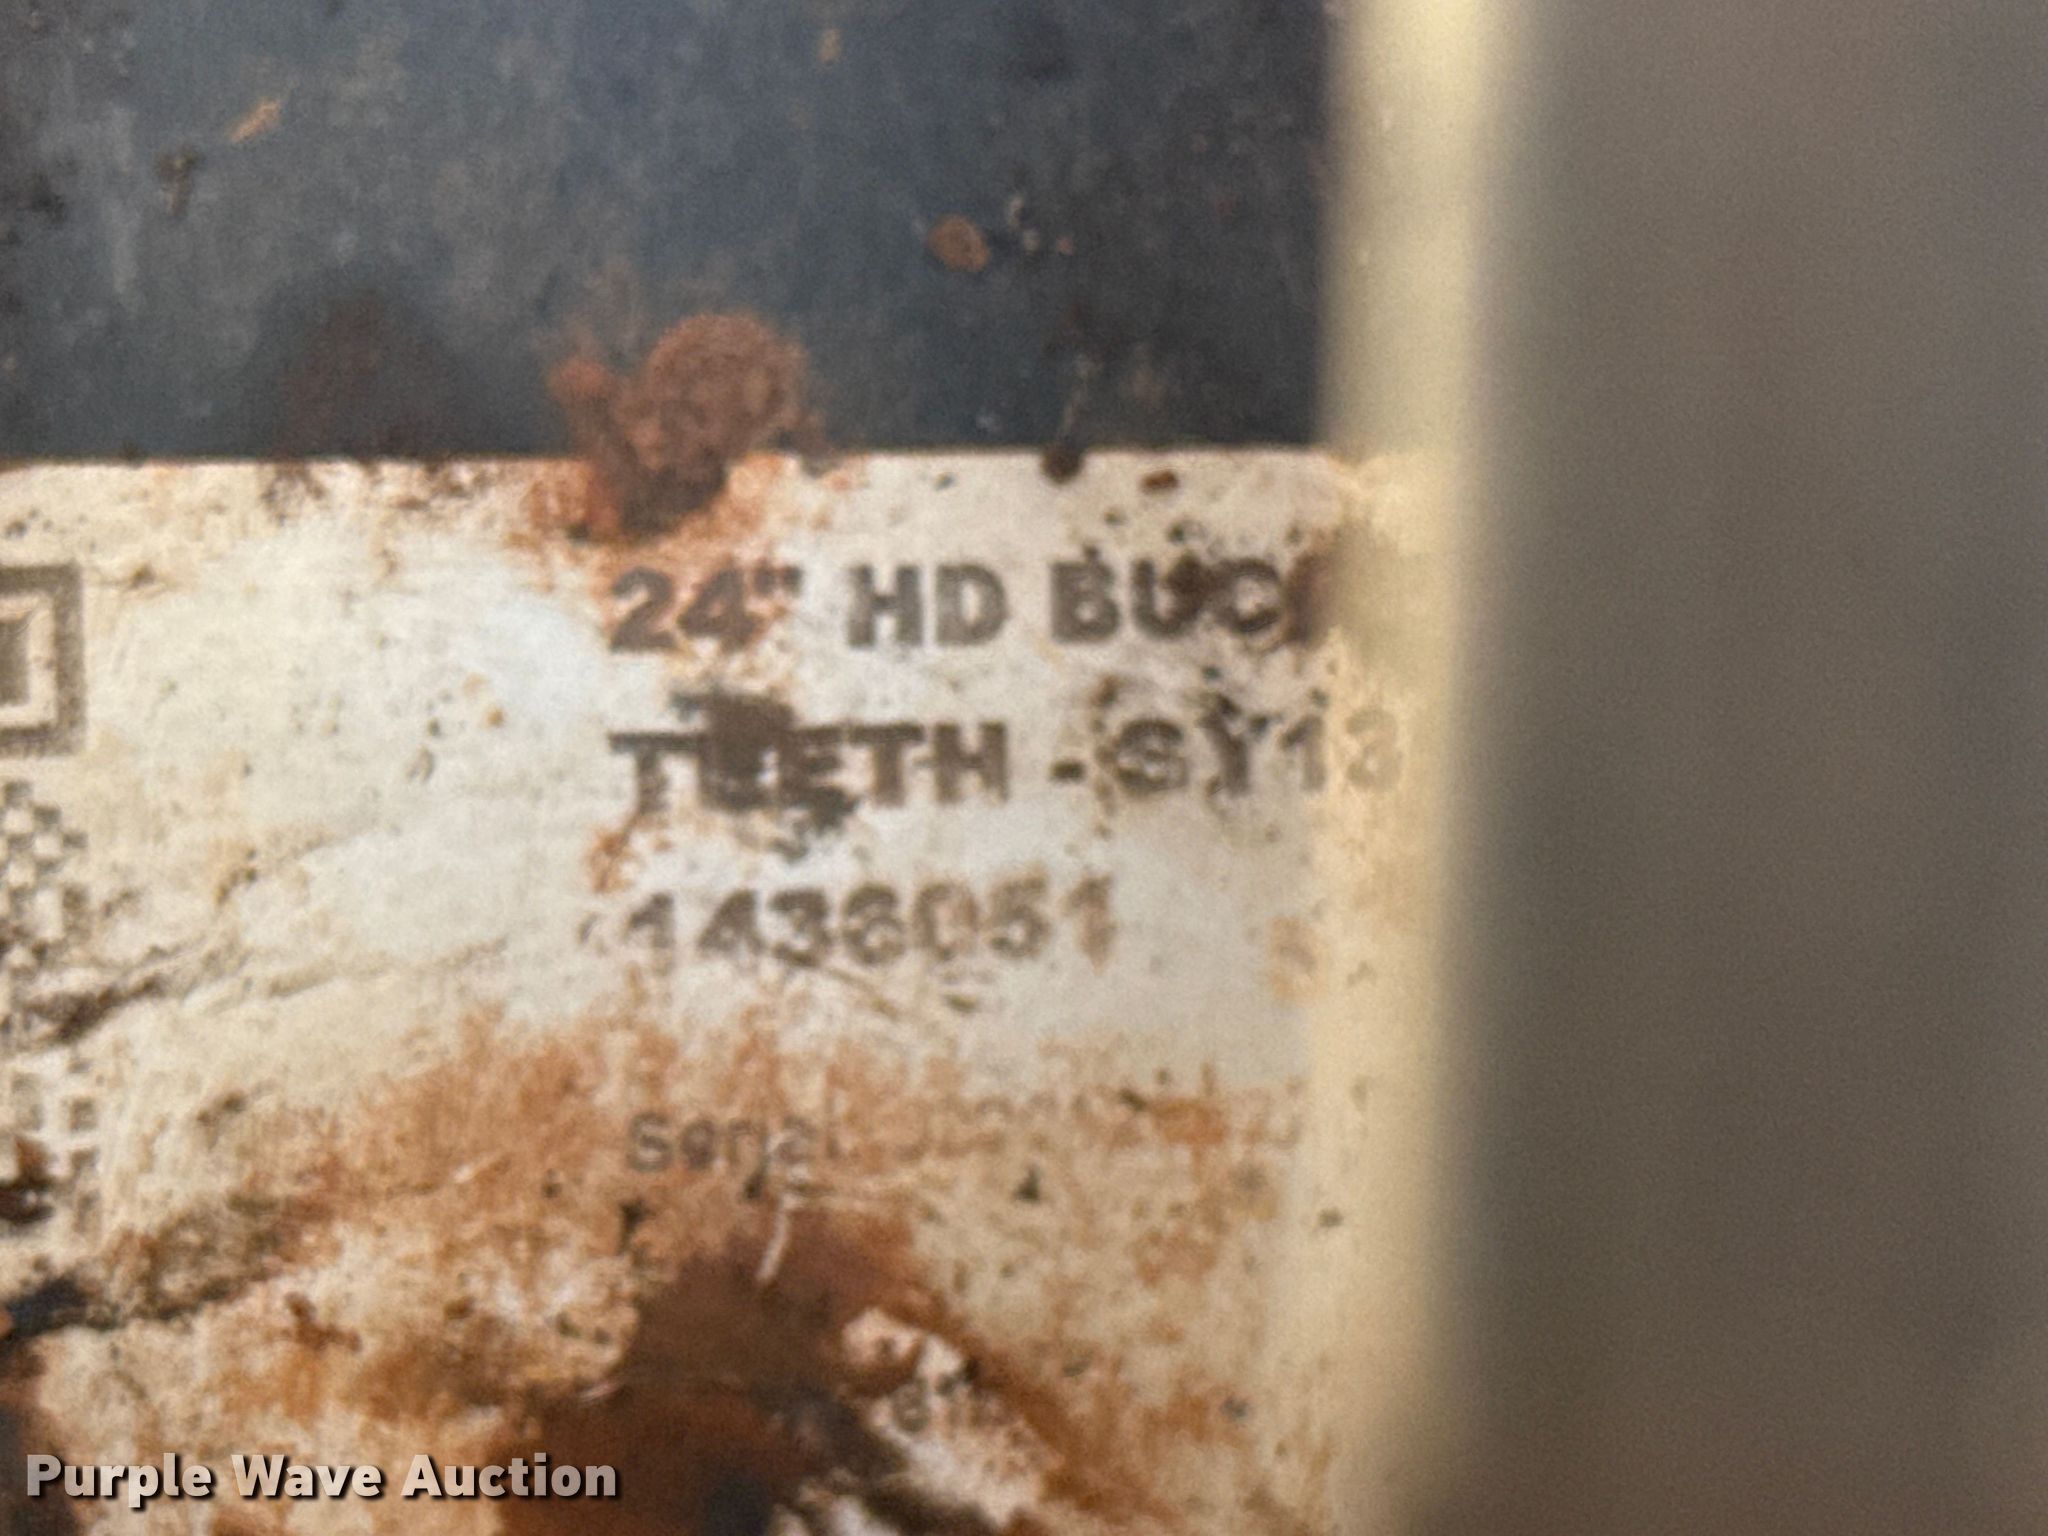 24" HD BUC
TEETH - SY13
1436051
Serial
Purple Wave Auction